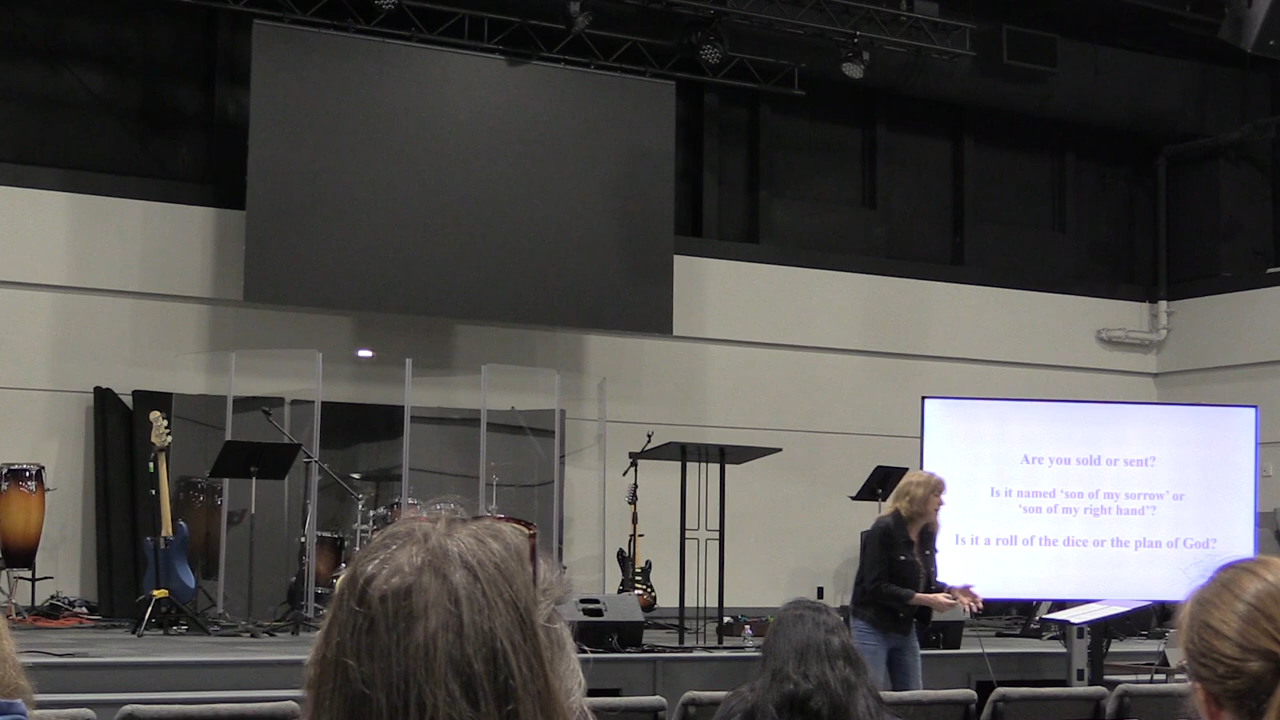 Are you sold or sent?
Is it named ‘son of my sorrow’ or
‘son of my right hand’?
Is it a roll of the dice or the plan of God?